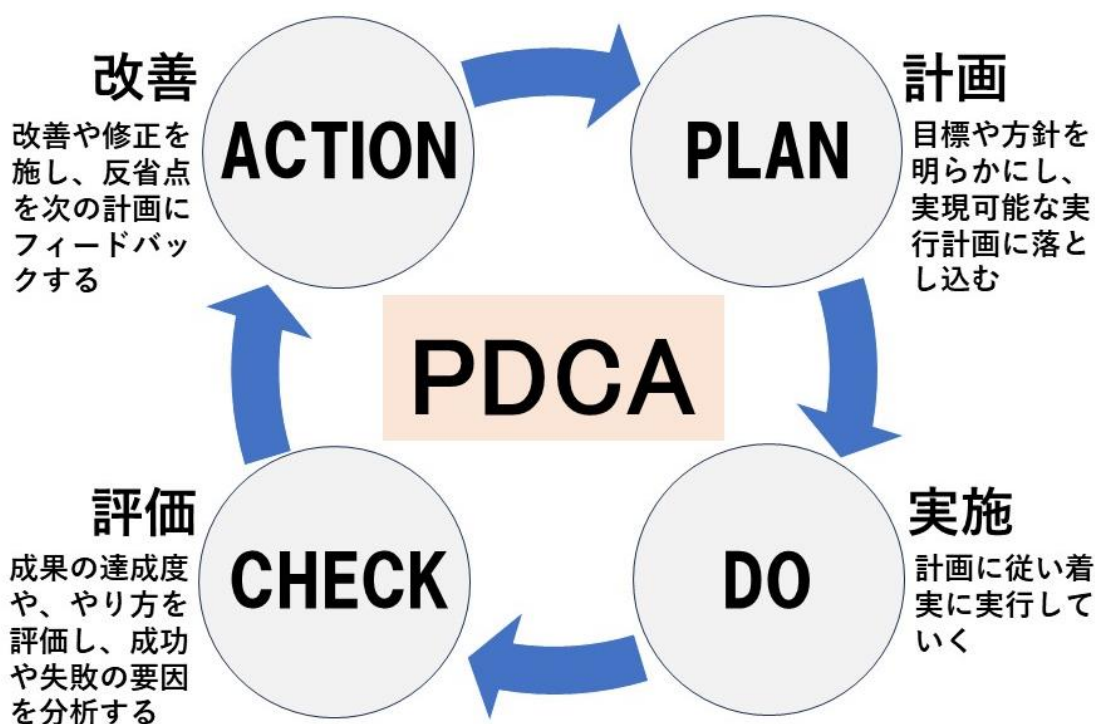 改善
改善や修正を
施し、反省点
を次の計画に
フィードバッ
クする
ACTION
PLAN
計画
目標や方針を
明らかにし、
実現可能な実
行計画に落と
し込む
PDCA
評価
成果の達成度
や、やり方を
評価し、成功
や失敗の要因
を分析する
CHECK
DO
実施
計画に従い着
実に実行して
いく